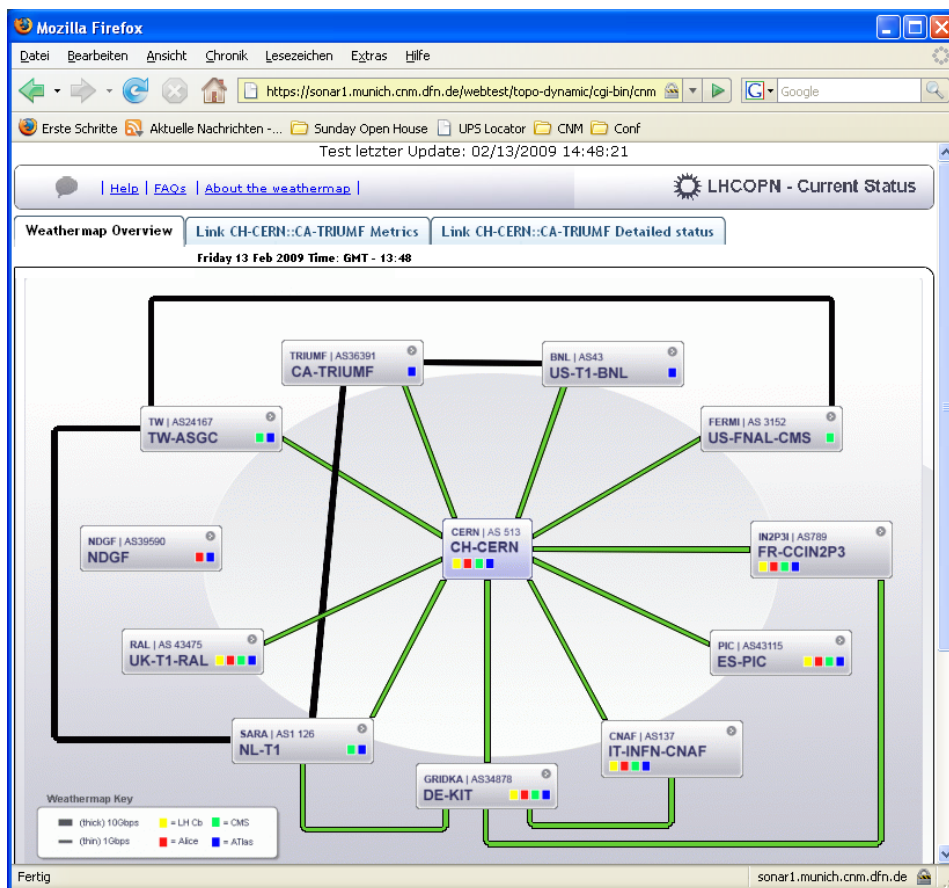 Mozilla Firefox
Datei Bearbeiten Ansicht Chronik Lesezeichen Extras Hilfe
https://sonar1.munich.cnm.dfn.de/webtest/topo-dynamic/cgi-bin/cnm
G Google
Erste Schritte Aktuelle Nachrichten -... Sunday Open House UPS Locator CNM Conf
Test letzter Update: 02/13/2009 14:48:21
| Help | FAQs | About the weathermap |
LHCOPN - Current Status
Weathermap Overview Link CH-CERN::CA-TRIUMF Metrics Link CH-CERN::CA-TRIUMF Detailed status
Friday 13 Feb 2009 Time: GMT - 13:48
TRIUMF | AS36391
CA-TRIUMF
BNL | AS43
US-T1-BNL
TW | AS24167
TW-ASGC
FERMI | AS 3152
US-FNAL-CMS
CERN | AS 513
CH-CERN
NDGF | AS39590
NDGF
IN2P3I | AS789
FR-CCIN2P3
RAL | AS 43475
UK-T1-RAL
PIC | AS43115
ES-PIC
SARA | AS1 126
NL-T1
CNAF | AS137
IT-INFN-CNAF
GRIDKA | AS34878
DE-KIT
Weathermap Key
(thick) 10Gbps = LH Cb = CMS
(thin) 1Gbps = Alice = ATlas
Fertig
sonar1.munich.cnm.dfn.de